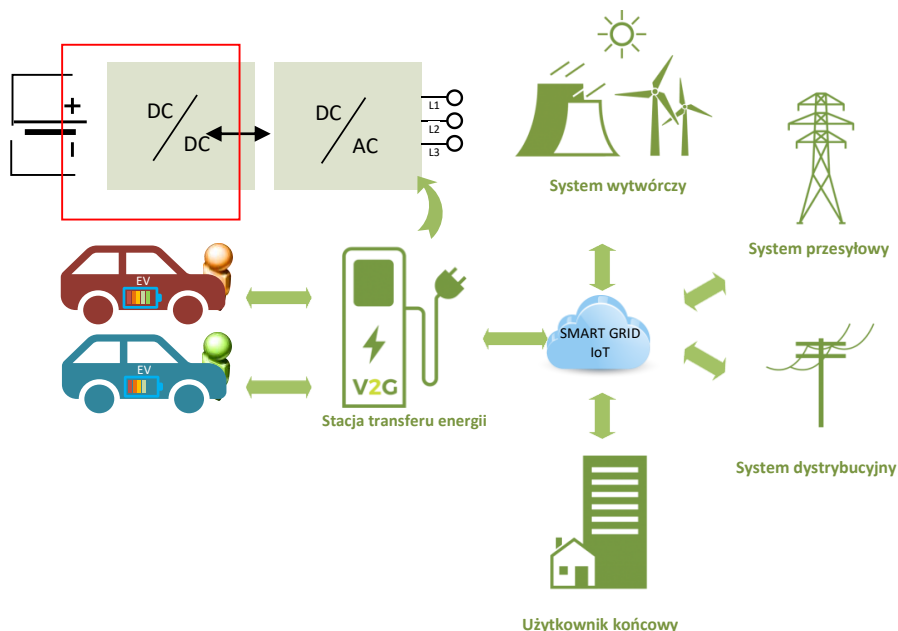 +
−
DC
DC
DC
AC
L1
L2
L3
System wytwórczy
System przesyłowy
EV
EV
V2G
Stacja transferu energii
SMART GRID
IoT
System dystrybucyjny
Użytkownik końcowy